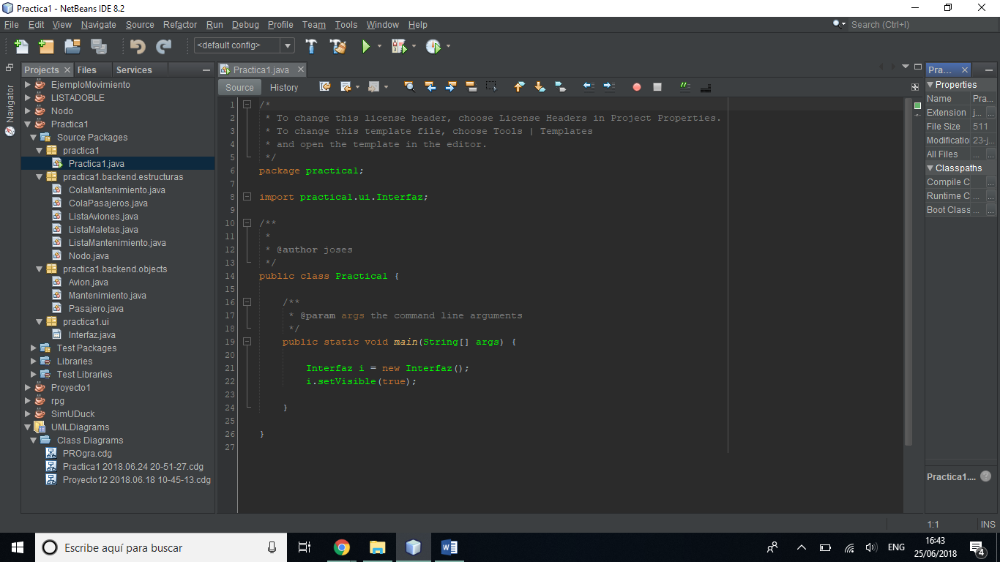 Practica1 - NetBeans IDE 8.2
File Edit View Navigate Source Refactor Run Debug Profile Team Tools Window Help
Search (Ctrl+I)
<default config>
Projects Files Services
Navigator
EjemploMovimiento
LISTADOBLE
Nodo
Practica1
Source Packages
practica1
Practica1.java
practica1.backend.estructuras
ColaMantenimiento.java
ColaPasajeros.java
ListaAviones.java
ListaMaletas.java
ListaMantenimiento.java
Nodo.java
practica1.backend.objects
Avion.java
Mantenimiento.java
Pasajero.java
practica1.ui
Interfaz.java
Test Packages
Libraries
Test Libraries
Proyecto1
rpg
SimUDuck
UMLDiagrams
Class Diagrams
PROgra.cdg
Practica1 2018.06.24 20-51-27.cdg
Proyecto12 2018.06.18 10-45-13.cdg
Practica1.java
Source History
1 /*
2 * To change this license header, choose License Headers in Project Properties.
3 * To change this template file, choose Tools | Templates
4 * and open the template in the editor.
5 */
6 package practica1;
7
8 import practica1.ui.Interfaz;
9
10 /**
11 *
12 * @author joses
13 */
14 public class Practica1 {
15
16 /**
17 * @param args the command line arguments
18 */
19 public static void main(String[] args) {
20
21 Interfaz i = new Interfaz();
22 i.setVisible(true);
23
24 }
25
26 }
27
Pra...
Properties
Name Pra...
Extension j... ...
File Size 511
Modificatio 23-j...
All Files ... ...
Classpaths
Compile C ...
Runtime C ... ...
Boot Class ... ...
Practica1....
1:1 INS
Escribe aquí para buscar
ENG
16:43
25/06/2018
4